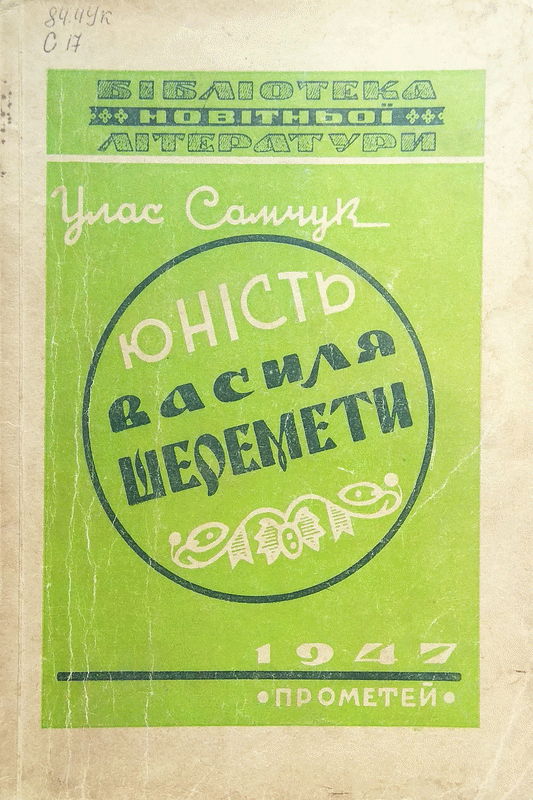 84.4Ук
С 17
БІБЛІОТЕКА
НОВІТНЬОЇ
ЛІТЕРАТУРИ
Улас Самчук
ЮНІСТЬ
ВАСИЛЯ
ШЕРЕМЕТИ
1947
•ПРОМЕТЕЙ•